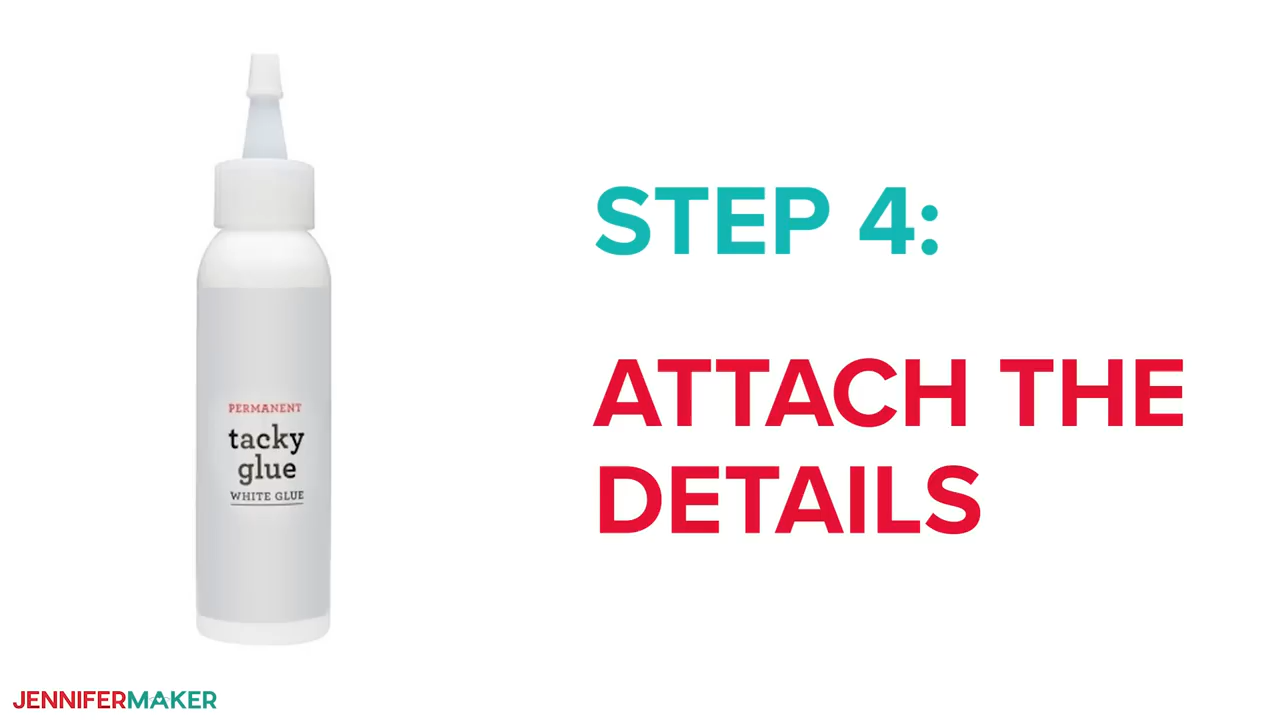 PERMANENT
tacky
glue
WHITE GLUE
STEP 4:
ATTACH THE
DETAILS
JENNIFERMAKER